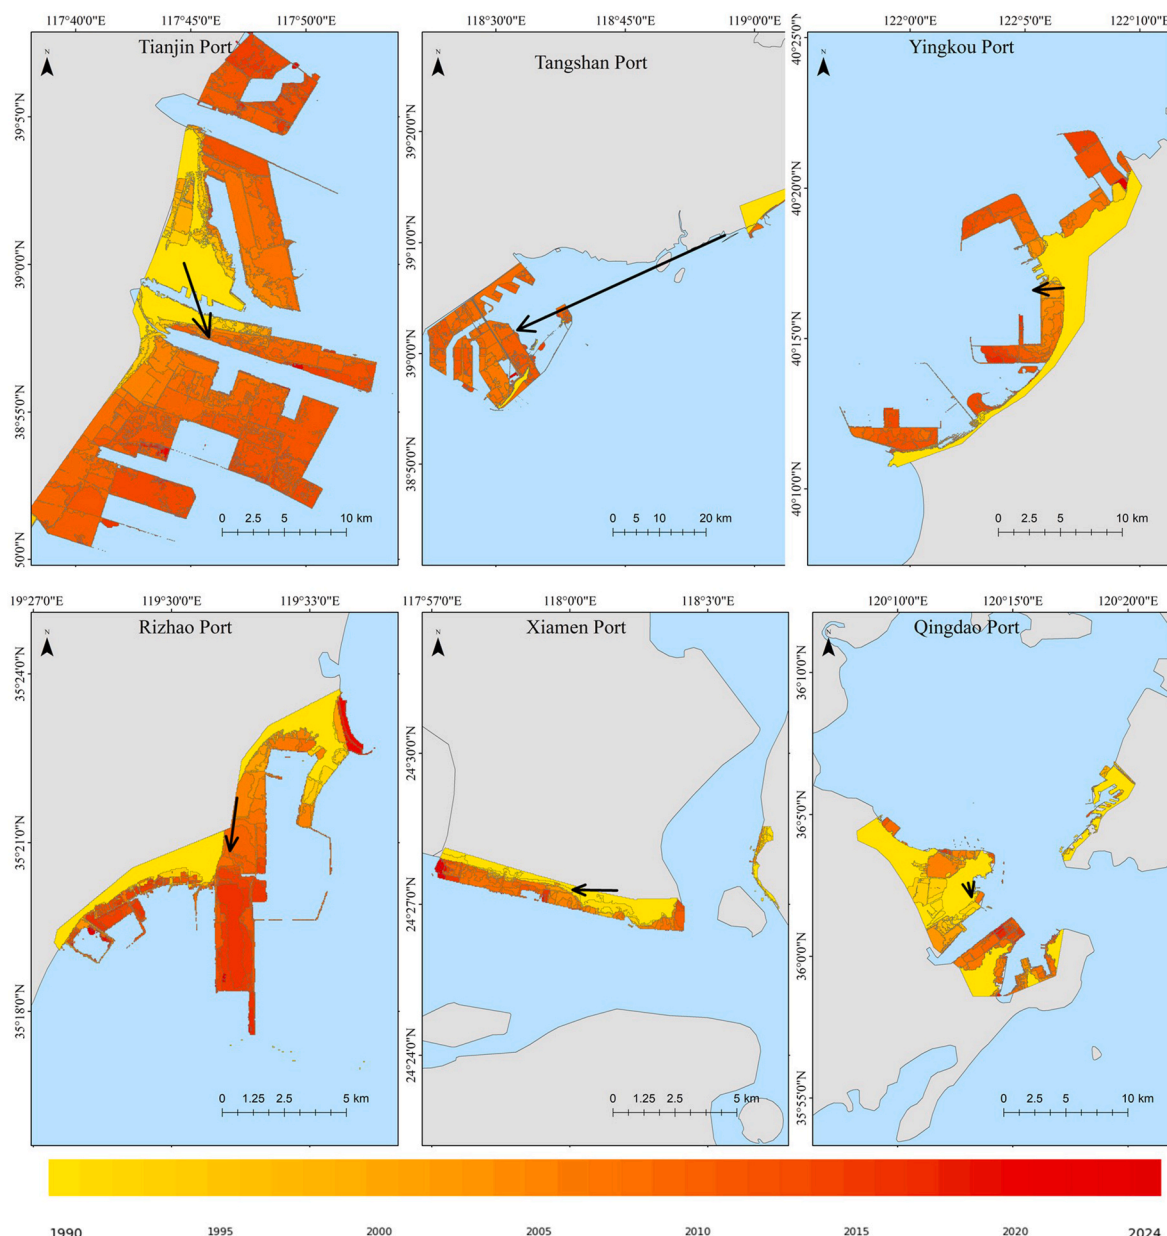 117°40'0"E 117°45'0"E 117°50'0"E
Tianjin Port
N
39°5'0"N
39°0'0"N
38°55'0"N
50'0"N
0 2.5 5 10 km
118°30'0"E 118°45'0"E 119°0'0"E
Tangshan Port
N
39°20'0"N
39°10'0"N
39°0'0"N
38°50'0"N
0 5 10 20 km
122°0'0"E 122°5'0"E 122°10'0"E
Yingkou Port
N
40°25'0"N
40°20'0"N
40°15'0"N
40°10'0"N
0 2.5 5 10 km
19°27'0"E 119°30'0"E 119°33'0"E
Rizhao Port
N
35°24'0"N
35°21'0"N
35°18'0"N
0 1.25 2.5 5 km
117°57'0"E 118°0'0"E 118°3'0"E
Xiamen Port
N
24°30'0"N
24°27'0"N
24°24'0"N
0 1.25 2.5 5 km
120°10'0"E 120°15'0"E 120°20'0"E
Qingdao Port
N
36°10'0"N
36°5'0"N
36°0'0"N
35°55'0"N
0 2.5 5 10 km
1990 1995 2000 2005 2010 2015 2020 2024